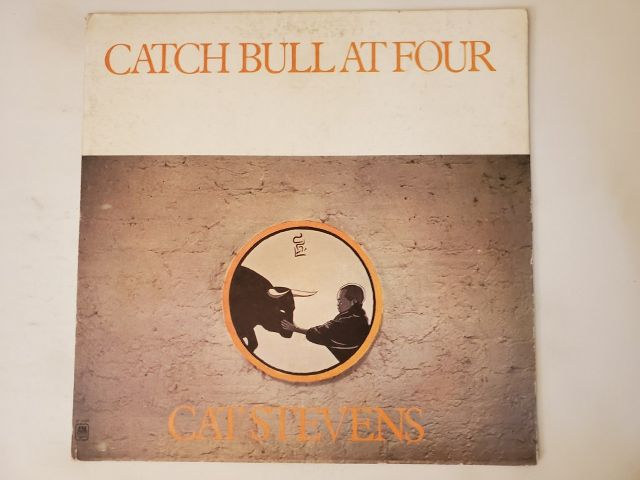 CATCH BULL AT FOUR
CAT STEVENS